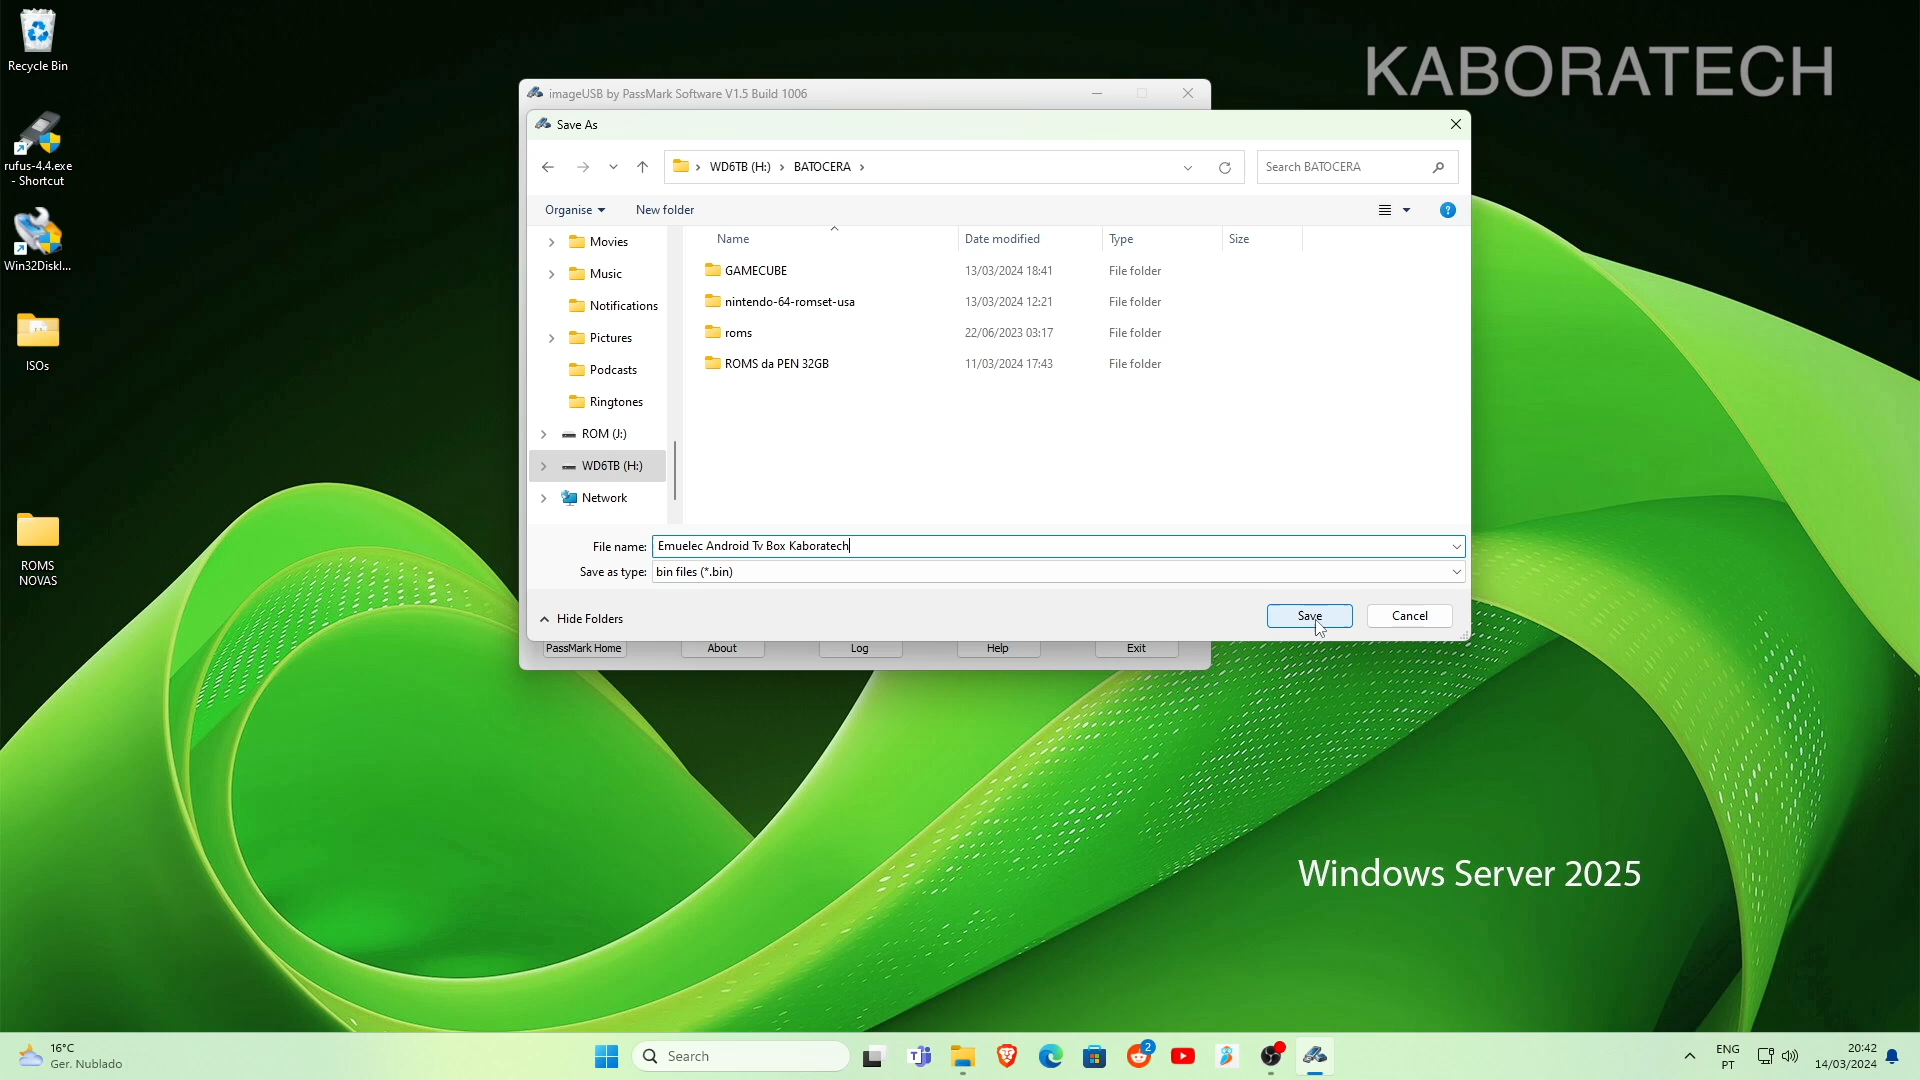 Recycle Bin
rufus-4.4.exe
- Shortcut
Win32DiskI...
ISOs
ROMS
NOVAS
KABORATECH
imageUSB by PassMark Software V1.5 Build 1006
Save As
WD6TB (H:) > BATOCERA >
Search BATOCERA
Organise
New folder
Movies
Music
Notifications
Pictures
Podcasts
Ringtones
ROM (J:)
WD6TB (H:)
Network
Name Date modified Type Size
GAMECUBE 13/03/2024 18:41 File folder
nintendo-64-romset-usa 13/03/2024 12:21 File folder
roms 22/06/2023 03:17 File folder
ROMS da PEN 32GB 11/03/2024 17:43 File folder
File name: Emuelec Android Tv Box Kaboratech
Save as type: bin files (*.bin)
Hide Folders
Save
Cancel
PassMark Home
About
Log
Help
Exit
Windows Server 2025
16°C
Ger. Nublado
Search
2
ENG
PT
20:42
14/03/2024